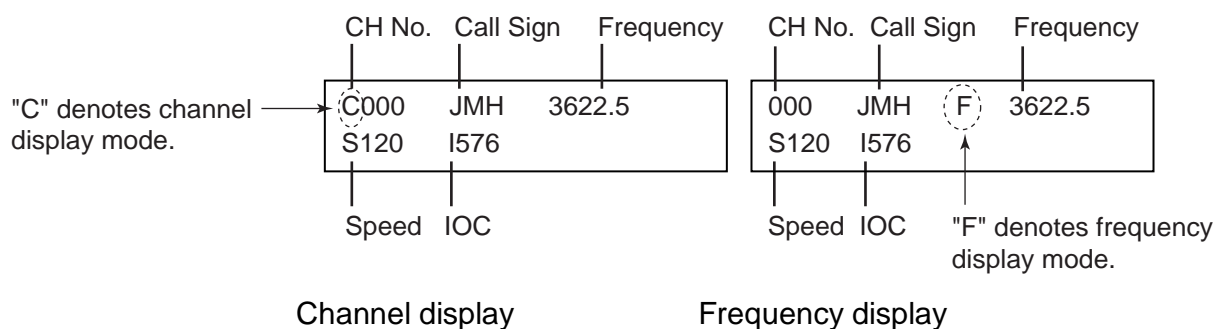 CH No. Call Sign Frequency
CH No. Call Sign Frequency
"C" denotes channel
display mode.
C000 JMH 3622.5
S120 I576
000 JMH F 3622.5
S120 I576
Speed IOC
Speed IOC
"F" denotes frequency
display mode.
Channel display
Frequency display